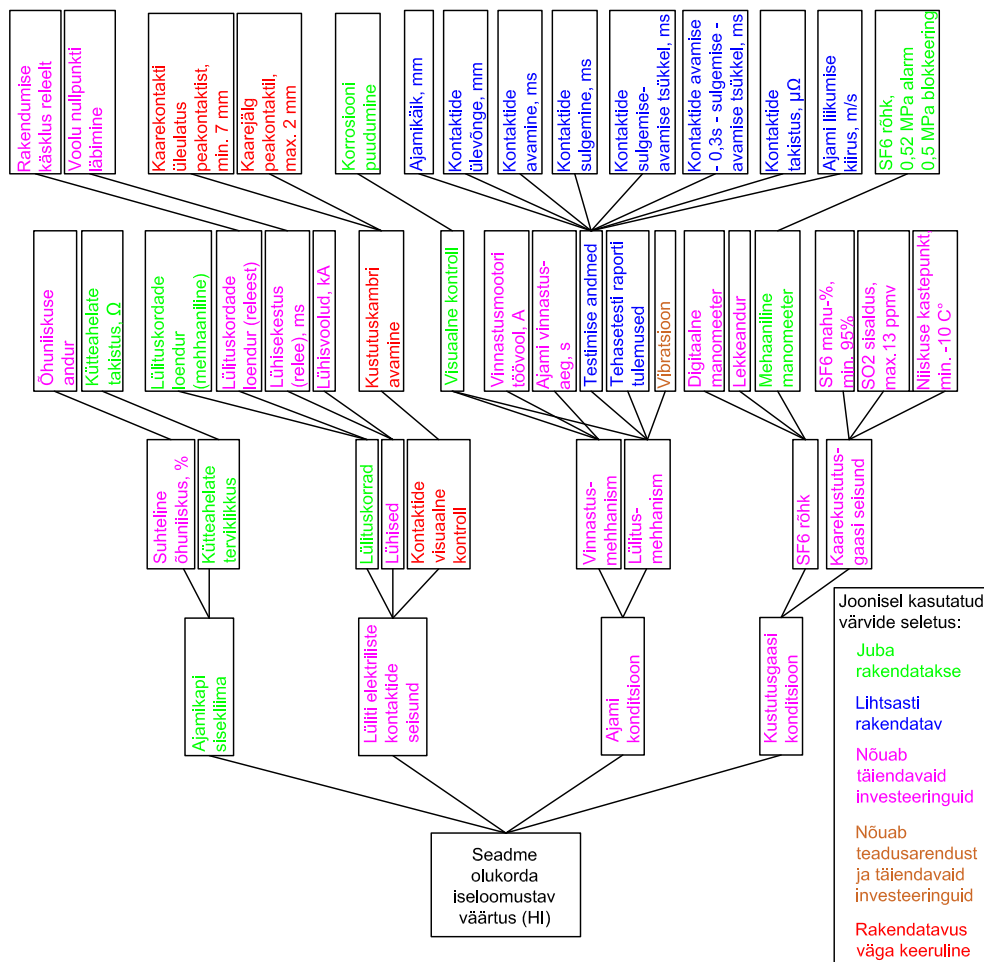 Rakendumise
käsklus releelt
Voolu nullpunkti
läbimine
Kaarekontakti
üleulatus
peakontaktist,
min. 7 mm
Kaarejälg
peakontaktil,
max. 2 mm
Korrosiooni
puudumine
Ajamikäik, mm
Kontaktide
ülevõnge, mm
Kontaktide
avamine, ms
Kontaktide
sulgemine, ms
Kontaktide
sulgemise-
avamise tsükkel, ms
Kontaktide avamise
- 0,3s - sulgemise -
avamise tsükkel, ms
Kontaktide
takistus, µΩ
Ajami liikumise
kiirus, m/s
SF6 rõhk,
0,52 MPa alarm
0,5 MPa blokkeering
Õhuniiskuse
andur
Kütteahelate
takistus, Ω
Lülituskordade
loendur
(mehhaaniline)
Lülituskordade
loendur (releest)
Lühisekestus
(relee), ms
Lühisvoolud, kA
Kustutuskambri
avamine
Visuaalne kontroll
Vinnastusmootori
töövool, A
Ajami vinnastus-
aeg, s
Testimise andmed
Tehasetesti raporti
tulemused
Vibratsioon
Digitaalne
manomeeter
Lekkeandur
Mehaaniline
manomeeter
SF6 mahu-%,
min. 95%
SO2 sisaldus,
max.13 ppmv
Niiskuse kastepunkt,
min. -10 C°
Suhteline
õhuniiskus, %
Kütteahelate
terviklikkus
Lülituskorrad
Lühised
Kontaktide
visuaalne
kontroll
Vinnastus-
mehhanism
Lülitus-
mehhanism
SF6 rõhk
Kaarekustutus-
gaasi seisund
Ajamikapi
sisekliima
Lüliti elektriliste
kontaktide
seisund
Ajami
konditsioon
Kustutusgaasi
konditsioon
Seadme
olukorda
iseloomustav
väärtus (HI)
Joonisel kasutatud
värvide seletus:
Juba
rakendatakse
Lihtsasti
rakendatav
Nõuab
täiendavaid
investeeringuid
Nõuab
teadusarendust
ja täiendavaid
investeeringuid
Rakendatavus
väga keeruline